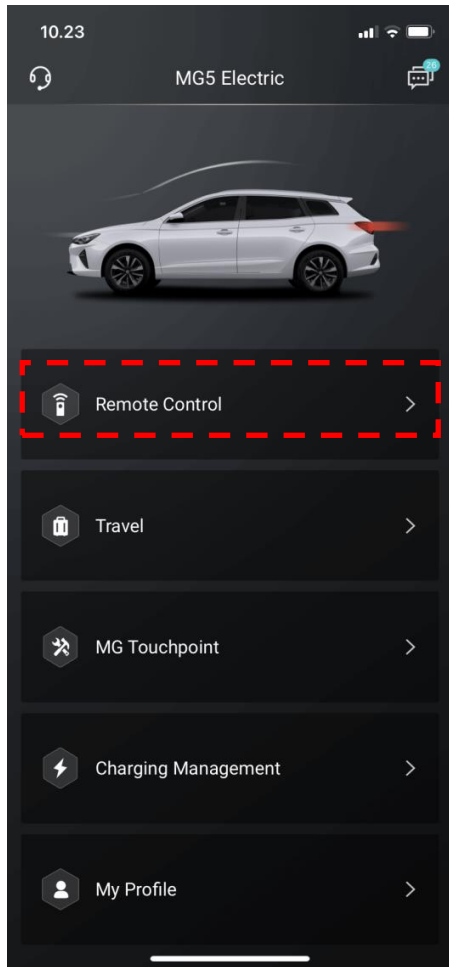 10.23
MG5 Electric
26
Remote Control
Travel
MG Touchpoint
Charging Management
My Profile